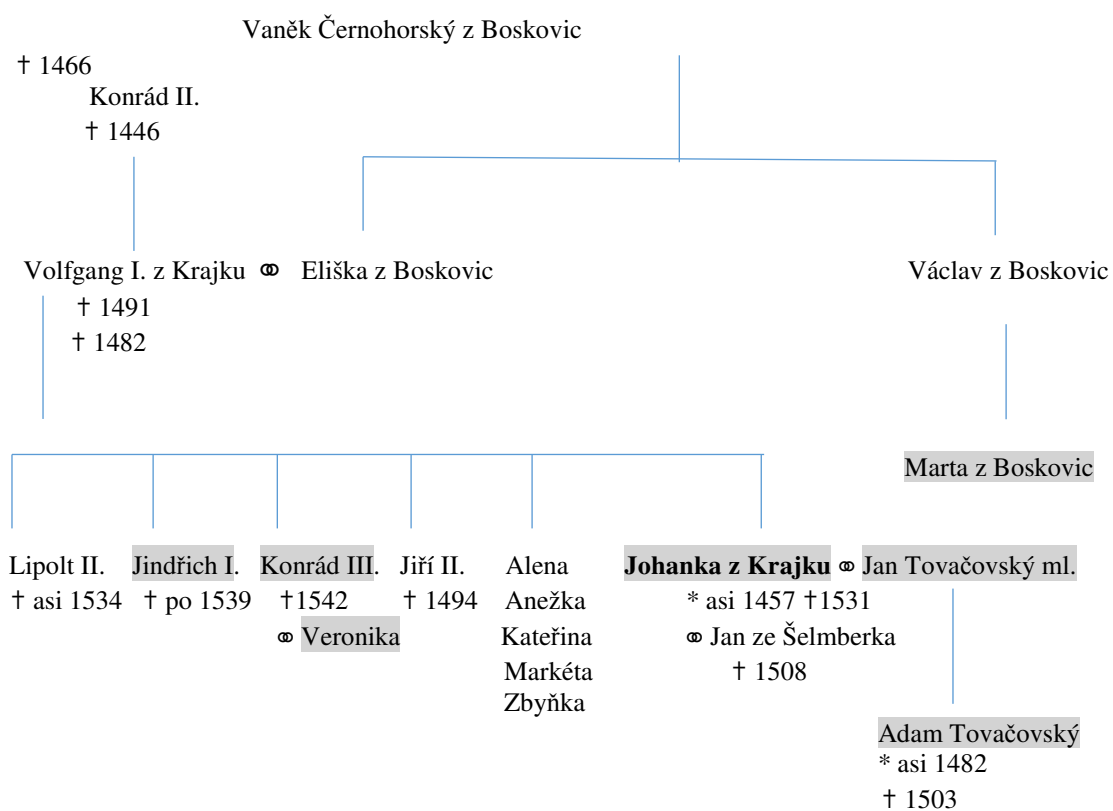 Vaněk Černohorský z Boskovic
† 1466
Konrád II.
† 1446
Volfgang I. z Krajku ⚭ Eliška z Boskovic Václav z Boskovic
† 1491
† 1482
Marta z Boskovic
Lipolt II. Jindřich I. Konrád III. Jiří II. Alena Johanka z Krajku ⚭ Jan Tovačovský ml.
† asi 1534 † po 1539 †1542 † 1494 Anežka * asi 1457 †1531
⚭ Veronika Kateřina ⚭ Jan ze Šelmberka
Markéta † 1508
Zbyňka
Adam Tovačovský
* asi 1482
† 1503